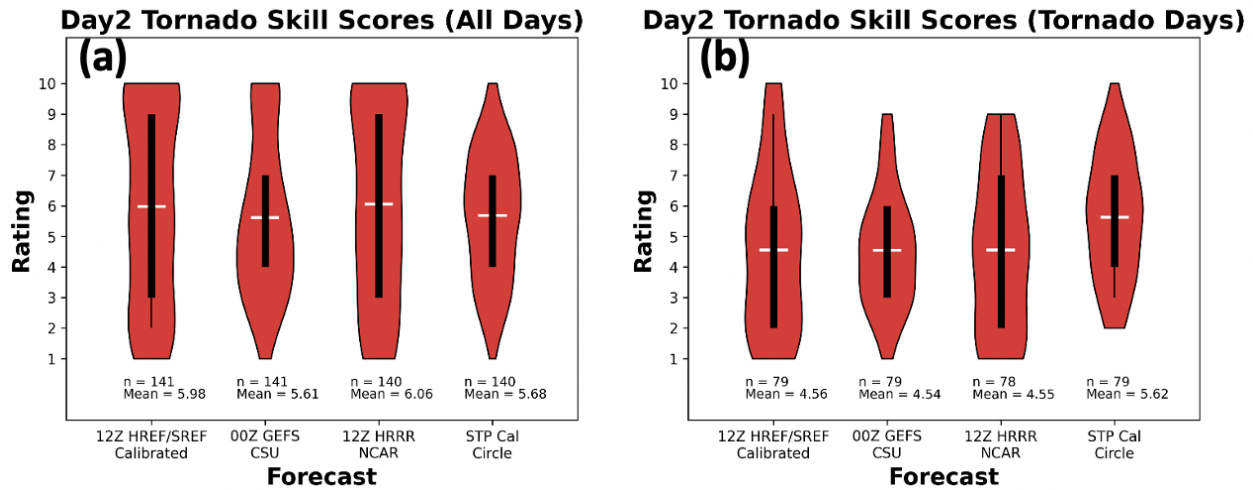 Day2 Tornado Skill Scores (All Days)
(a)
Rating
10
9
8
7
6
5
4
3
2
1
n = 141
Mean = 5.98
n = 141
Mean = 5.61
n = 140
Mean = 6.06
n = 140
Mean = 5.68
12Z HREF/SREF
Calibrated
00Z GEFS
CSU
12Z HRRR
NCAR
STP Cal
Circle
Forecast
Day2 Tornado Skill Scores (Tornado Days)
(b)
Rating
10
9
8
7
6
5
4
3
2
1
n = 79
Mean = 4.56
n = 79
Mean = 4.54
n = 78
Mean = 4.55
n = 79
Mean = 5.62
12Z HREF/SREF
Calibrated
00Z GEFS
CSU
12Z HRRR
NCAR
STP Cal
Circle
Forecast